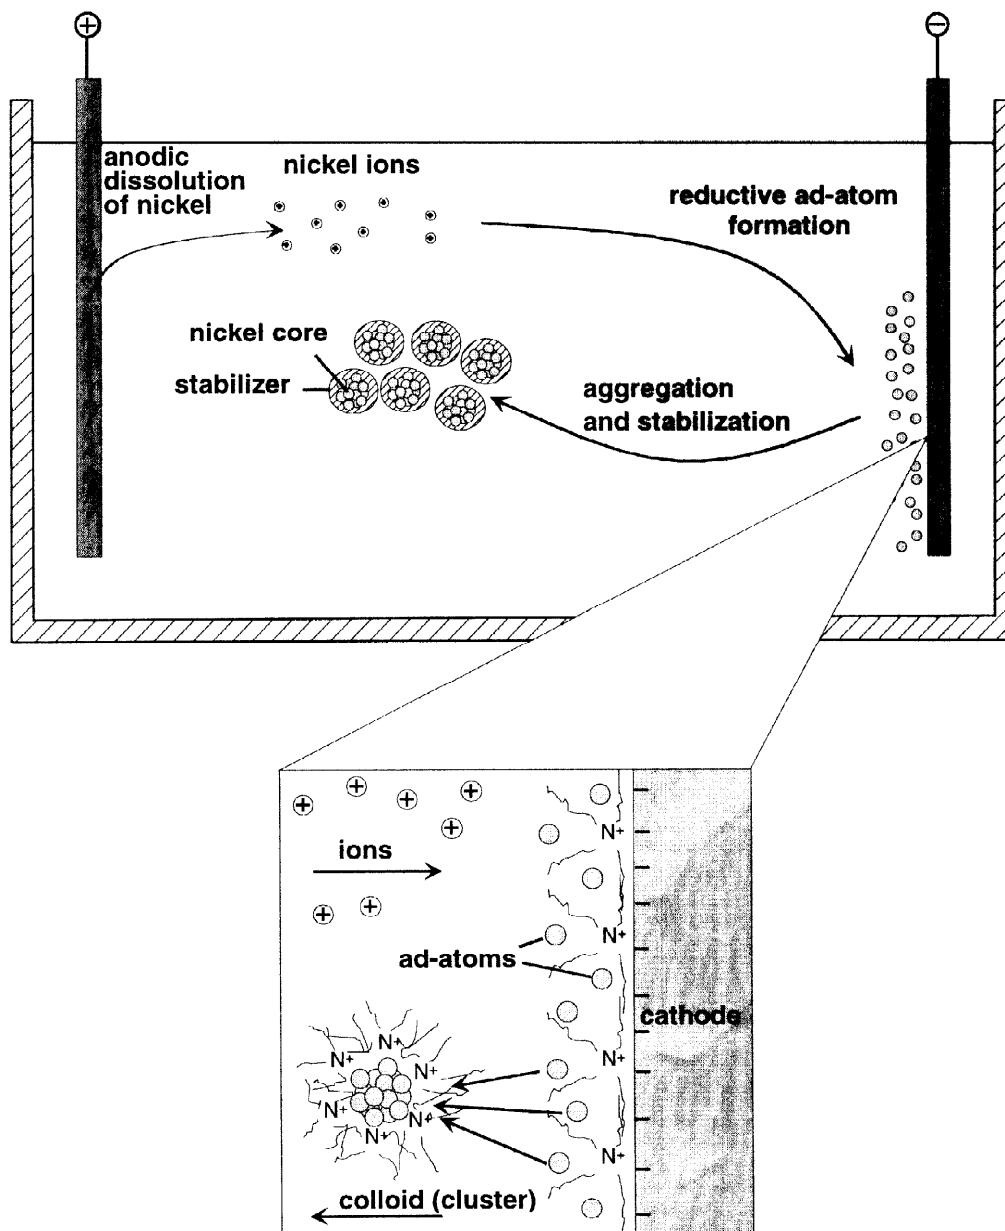 +
−
anodic
dissolution
of nickel
nickel ions
reductive ad-atom
formation
nickel core
stabilizer
aggregation
and stabilization
+ + + +
+
ions
+ +
N+
N+
ad-atoms
cathode
N+
N+
N+
N+
N+
N+
N+
N+
colloid (cluster)